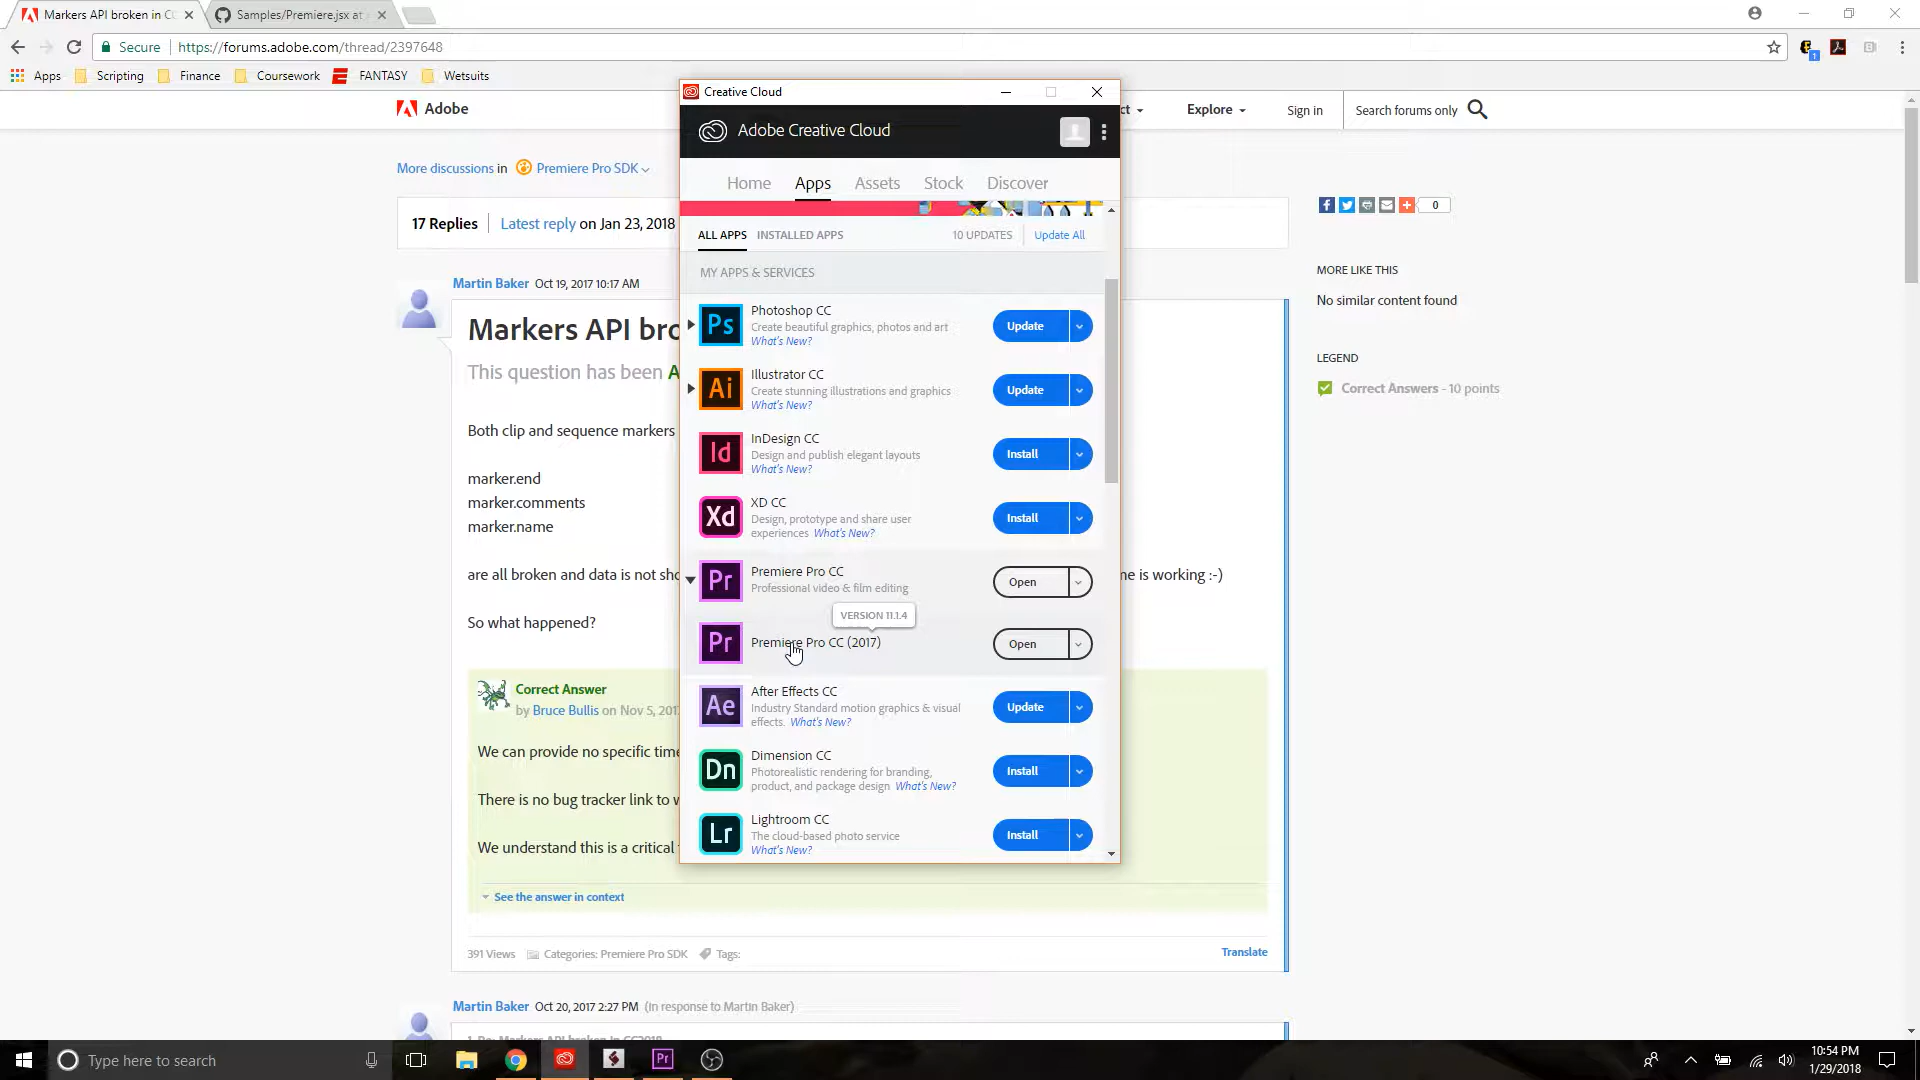 Markers API broken in CC
Samples/Premiere.jsx at
Secure
https://forums.adobe.com/thread/2397648
Apps
Scripting
Finance
Coursework
FANTASY
Wetsuits
Adobe
Explore
Sign in
Search forums only
More discussions in
Premiere Pro SDK
17 Replies
Latest reply on Jan 23, 2018
0
MORE LIKE THIS
No similar content found
LEGEND
Correct Answers - 10 points
Martin Baker Oct 19, 2017 10:17 AM
Markers API bro
This question has been A
Both clip and sequence markers
marker.end
marker.comments
marker.name
are all broken and data is not sho
me is working :-)
So what happened?
Correct Answer
by Bruce Bullis on Nov 5, 201
We can provide no specific time
There is no bug tracker link to w
We understand this is a critical
See the answer in context
391 Views
Categories: Premiere Pro SDK
Tags:
Translate
Martin Baker Oct 20, 2017 2:27 PM (in response to Martin Baker)
Creative Cloud
Adobe Creative Cloud
Home
Apps
Assets
Stock
Discover
ALL APPS
INSTALLED APPS
10 UPDATES
Update All
MY APPS & SERVICES
Ps
Photoshop CC
Create beautiful graphics, photos and art
What's New?
Update
Ai
Illustrator CC
Create stunning illustrations and graphics
What's New?
Update
Id
InDesign CC
Design and publish elegant layouts
What's New?
Install
Xd
XD CC
Design, prototype and share user
experiences What's New?
Install
Pr
Premiere Pro CC
Professional video & film editing
Open
VERSION 11.1.4
Pr
Premiere Pro CC (2017)
Open
Ae
After Effects CC
Industry Standard motion graphics & visual
effects. What's New?
Update
Dn
Dimension CC
Photorealistic rendering for branding,
product, and package design What's New?
Install
Lr
Lightroom CC
The cloud-based photo service
What's New?
Install
Type here to search
Pr
10:54 PM
1/29/2018